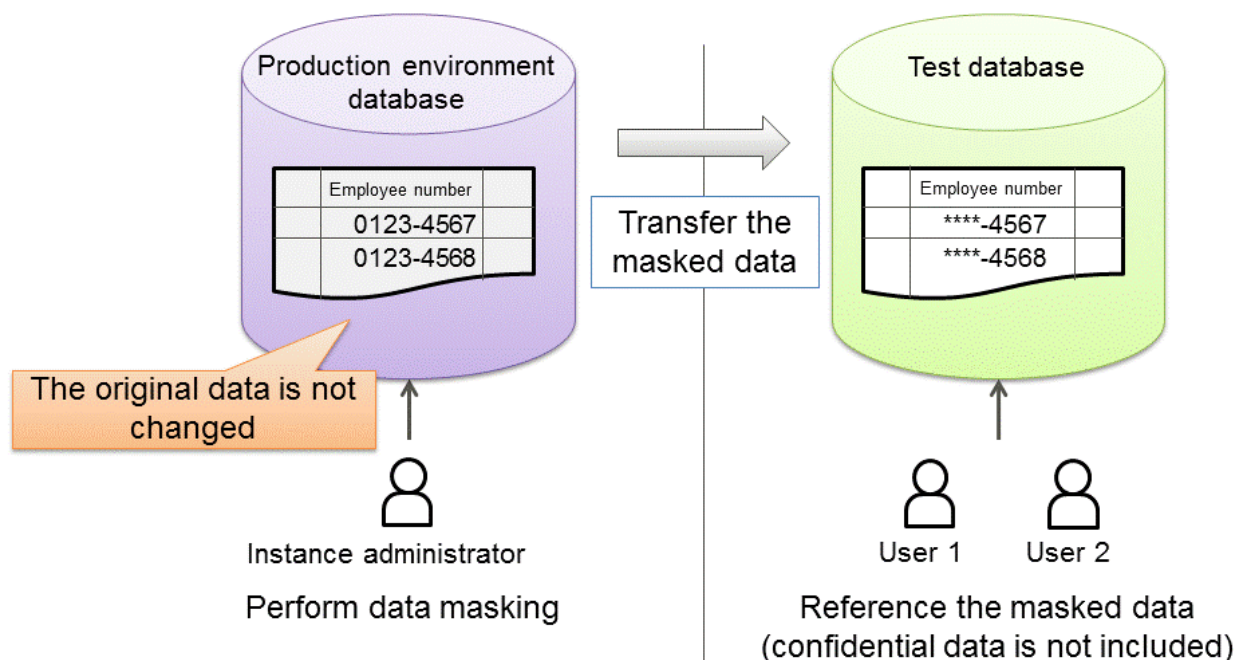 Production environment
database
Employee number
0123-4567
0123-4568
The original data is not
changed
Instance administrator
Perform data masking
Transfer the
masked data
Test database
Employee number
****-4567
****-4568
User 1
User 2
Reference the masked data
(confidential data is not included)